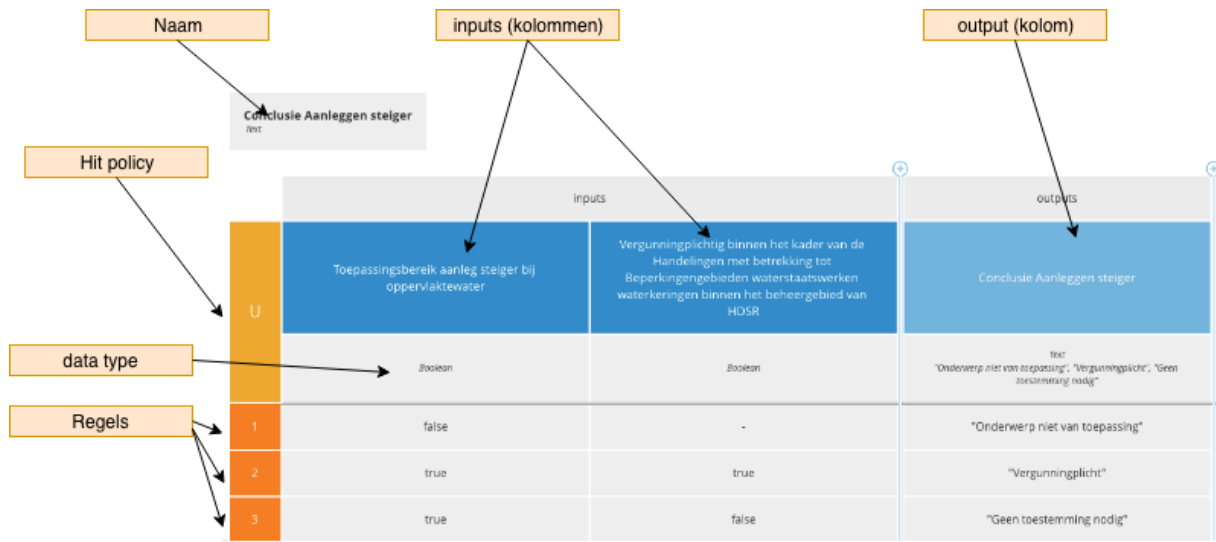 Naam
inputs (kolommen)
output (kolom)
Conclusie Aanleggen steiger
Text
Hit policy
inputs
outputs
U
Toepassingsbereik aanleg steiger bij
oppervlaktewater
Vergunningplichtig binnen het kader van de
Handelingen met betrekking tot
Beperkingengebieden waterstaatswerken
waterkeringen binnen het beheergebied van
HDSR
Conclusie Aanleggen steiger
data type
Boolean
Boolean
Text
"Onderwerp niet van toepassing", "Vergunningplicht", "Geen
toestemming nodig"
Regels
1
false
-
"Onderwerp niet van toepassing"
2
true
true
"Vergunningplicht"
3
true
false
"Geen toestemming nodig"